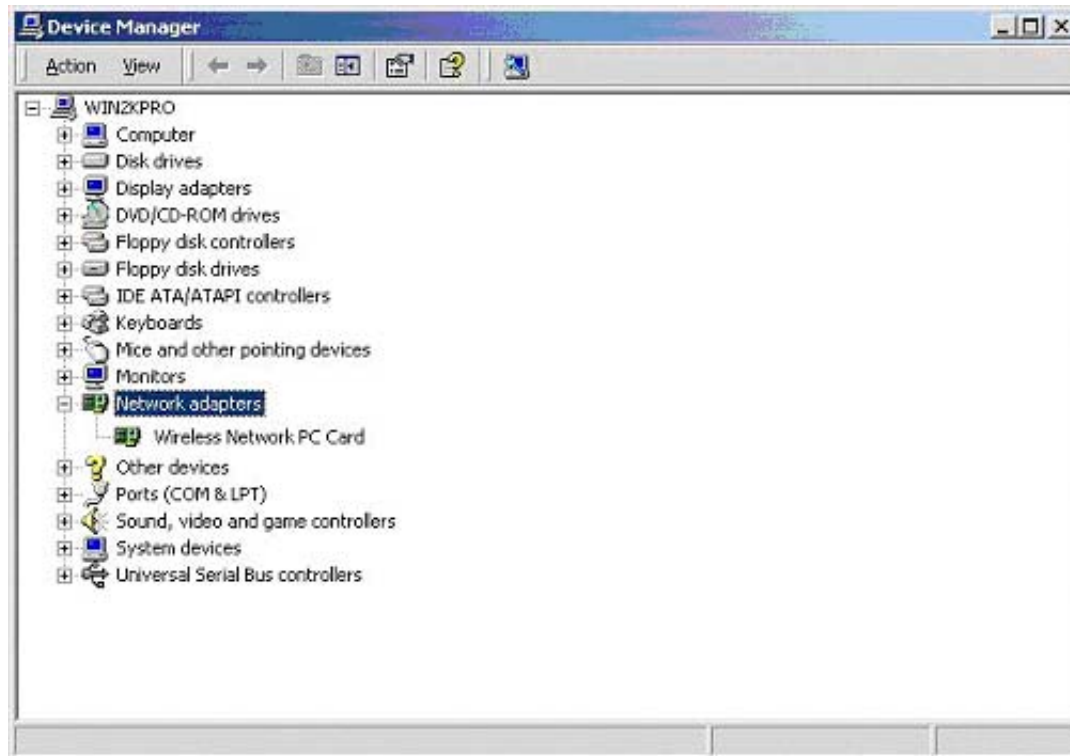 Device Manager
Action View
WIN2KPRO
Computer
Disk drives
Display adapters
DVD/CD-ROM drives
Floppy disk controllers
Floppy disk drives
IDE ATA/ATAPI controllers
Keyboards
Mice and other pointing devices
Monitors
Network adapters
Wireless Network PC Card
Other devices
Ports (COM & LPT)
Sound, video and game controllers
System devices
Universal Serial Bus controllers